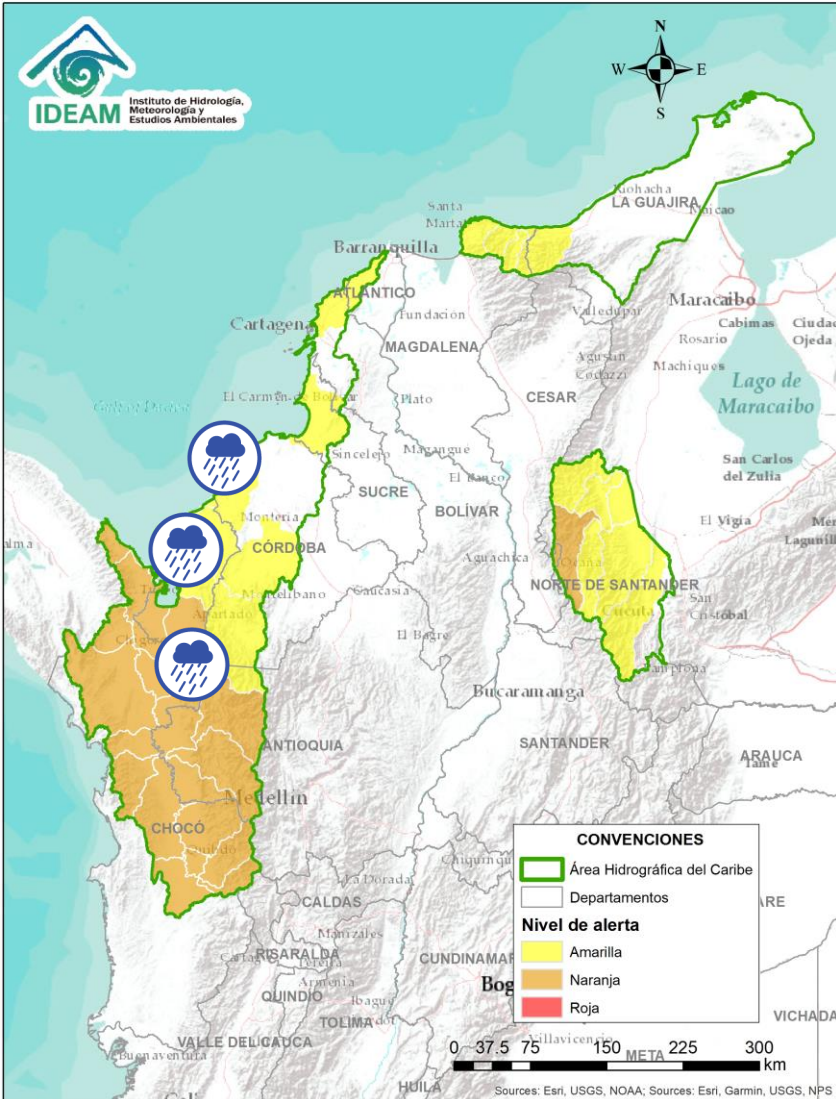 IDEAM
Instituto de Hidrología,
Meteorología y
Estudios Ambientales
N
W
E
S
Riohacha
LA GUAJIRA
Maicao
Santa
Marta
Barranquilla
ATLÁNTICO
Cartagena
Fundación
Valledupar
Maracaibo
Cabimas
Ciudad
Ojeda
Rosario
Machiques
MAGDALENA
Agustín
Codazzi
CESAR
Lago de
Maracaibo
El Carmen de Bolívar
Plato
Sincelejo
Magangué
SUCRE
El Banco
BOLÍVAR
San Carlos
del Zulia
El Vigía
Montería
CÓRDOBA
Aguachica
Ocaña
NORTE DE SANTANDER
Cúcuta
San
Cristóbal
Montelíbano
Caucasia
Apartadó
El Bagre
Pamplona
Bucaramanga
ANTIOQUIA
SANTANDER
ARAUCA
Tame
Medellín
CHOCÓ
Quibdó
La Dorada
CALDAS
Manizales
RISARALDA
Pereira
Armenia
QUINDÍO
Ibagué
TOLIMA
VALLE DEL CAUCA
Buenaventura
HUILA
Villavicencio
META
VICHADA
CONVENCIONES
Área Hidrográfica del Caribe
Departamentos
Nivel de alerta
Amarilla
Naranja
Roja
0 37.5 75 150 225 300
km
Sources: Esri, USGS, NOAA; Sources: Esri, Garmin, USGS, NPS